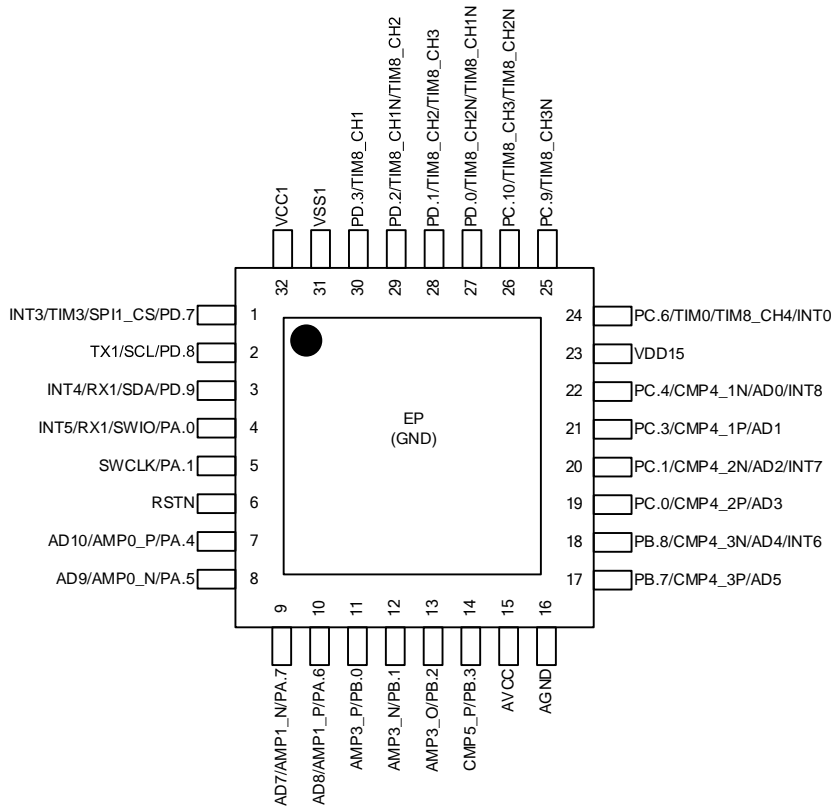 VCC1
VSS1
PD.3/TIM8_CH1
PD.2/TIM8_CH1N/TIM8_CH2
PD.1/TIM8_CH2/TIM8_CH3
PD.0/TIM8_CH2N/TIM8_CH1N
PC.10/TIM8_CH3/TIM8_CH2N
PC.9/TIM8_CH3N
32
31
30
29
28
27
26
25
INT3/TIM3/SPI1_CS/PD.7
1
TX1/SCL/PD.8
2
INT4/RX1/SDA/PD.9
3
INT5/RX1/SWIO/PA.0
4
SWCLK/PA.1
5
RSTN
6
AD10/AMP0_P/PA.4
7
AD9/AMP0_N/PA.5
8
EP
(GND)
24
PC.6/TIM0/TIM8_CH4/INT0
23
VDD15
22
PC.4/CMP4_1N/AD0/INT8
21
PC.3/CMP4_1P/AD1
20
PC.1/CMP4_2N/AD2/INT7
19
PC.0/CMP4_2P/AD3
18
PB.8/CMP4_3N/AD4/INT6
17
PB.7/CMP4_3P/AD5
9
10
11
12
13
14
15
16
AD7/AMP1_N/PA.7
AD8/AMP1_P/PA.6
AMP3_P/PB.0
AMP3_N/PB.1
AMP3_O/PB.2
CMP5_P/PB.3
AVCC
AGND